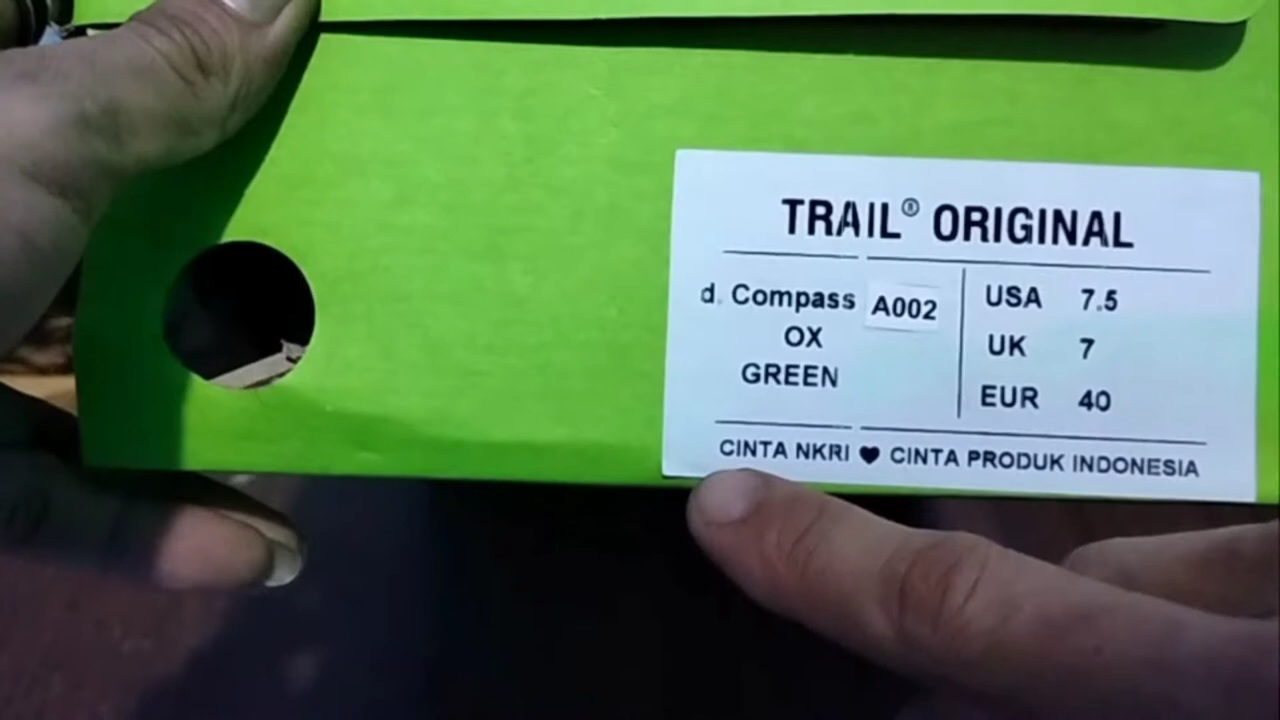 TRAIL® ORIGINAL
d. Compass A002
OX
GREEN
USA 7.5
UK 7
EUR 40
CINTA NKRI ♥ CINTA PRODUK INDONESIA